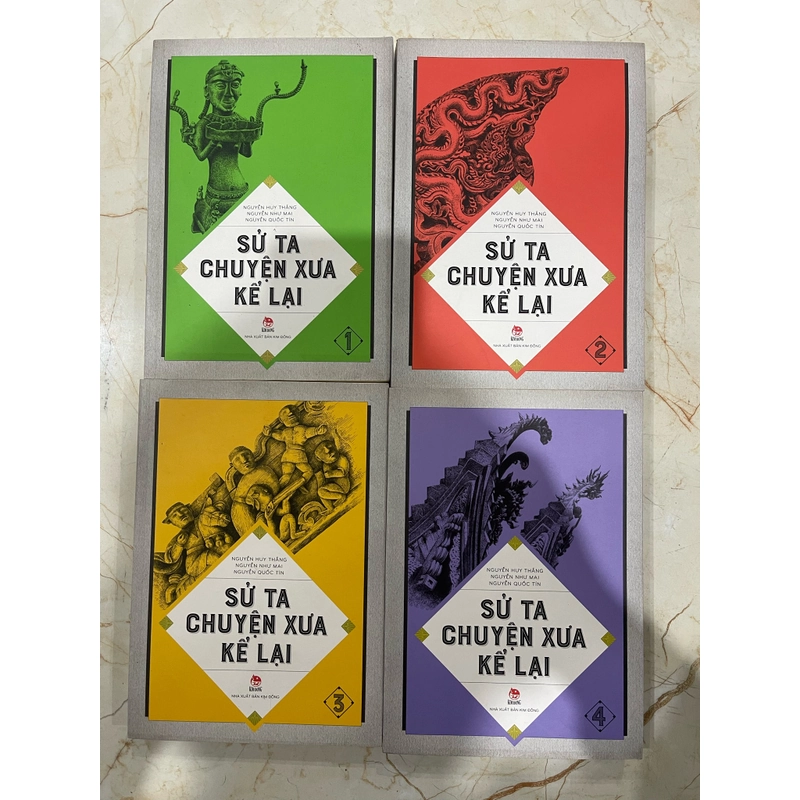 NGUYỄN HUY THẮNG
NGUYỄN NHƯ MAI
NGUYỄN QUỐC TÍN
SỬ TA
CHUYỆN XƯA
KỂ LẠI
NHÀ XUẤT BẢN KIM ĐỒNG
1
NGUYỄN HUY THẮNG
NGUYỄN NHƯ MAI
NGUYỄN QUỐC TÍN
SỬ TA
CHUYỆN XƯA
KỂ LẠI
NHÀ XUẤT BẢN KIM ĐỒNG
2
NGUYỄN HUY THẮNG
NGUYỄN NHƯ MAI
NGUYỄN QUỐC TÍN
SỬ TA
CHUYỆN XƯA
KỂ LẠI
NHÀ XUẤT BẢN KIM ĐỒNG
3
NGUYỄN HUY THẮNG
NGUYỄN NHƯ MAI
NGUYỄN QUỐC TÍN
SỬ TA
CHUYỆN XƯA
KỂ LẠI
NHÀ XUẤT BẢN KIM ĐỒNG
4